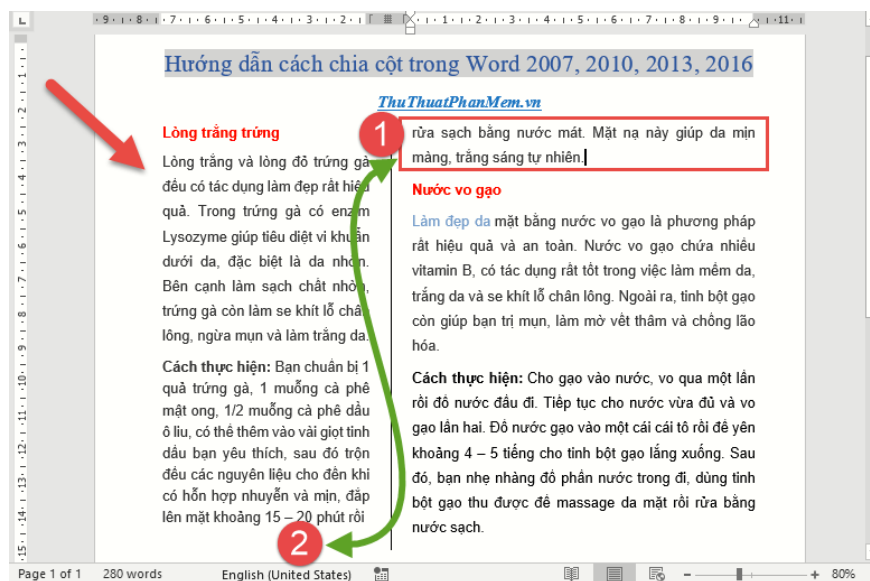 Hướng dẫn cách chia cột trong Word 2007, 2010, 2013, 2016
ThuThuatPhanMem.vn
Lòng trắng trứng
Lòng trắng và lòng đỏ trứng gà
đều có tác dụng làm đẹp rất hiệu
quả. Trong trứng gà có enzim
Lysozyme giúp tiêu diệt vi khuẩn
dưới da, đặc biệt là da nhờn.
Bên cạnh làm sạch chất nhờn,
trứng gà còn làm se khít lỗ chân
lông, ngừa mụn và làm trắng da.
Cách thực hiện: Bạn chuẩn bị 1
quả trứng gà, 1 muỗng cà phê
mật ong, 1/2 muỗng cà phê dầu
ô liu, có thể thêm vào vài giọt tinh
dầu bạn yêu thích, sau đó trộn
đều các nguyên liệu cho đến khi
có hỗn hợp nhuyễn và mịn, đắp
lên mặt khoảng 15 – 20 phút rồi
2
1
rửa sạch bằng nước mát. Mặt nạ này giúp da mịn
màng, trắng sáng tự nhiên.
Nước vo gạo
Làm đẹp da mặt bằng nước vo gạo là phương pháp
rất hiệu quả và an toàn. Nước vo gạo chứa nhiều
vitamin B, có tác dụng rất tốt trong việc làm mềm da,
trắng da và se khít lỗ chân lông. Ngoài ra, tinh bột gạo
còn giúp bạn trị mụn, làm mờ vết thâm và chống lão
hóa.
Cách thực hiện: Cho gạo vào nước, vo qua một lần
rồi đổ nước đầu đi. Tiếp tục cho nước vừa đủ và vo
gạo lần hai. Đổ nước gạo vào một cái cái tô rồi để yên
khoảng 4 – 5 tiếng cho tinh bột gạo lắng xuống. Sau
đó, bạn nhẹ nhàng đổ phần nước trong đi, dùng tinh
bột gạo thu được để massage da mặt rồi rửa bằng
nước sạch.
Page 1 of 1 280 words English (United States) 80%